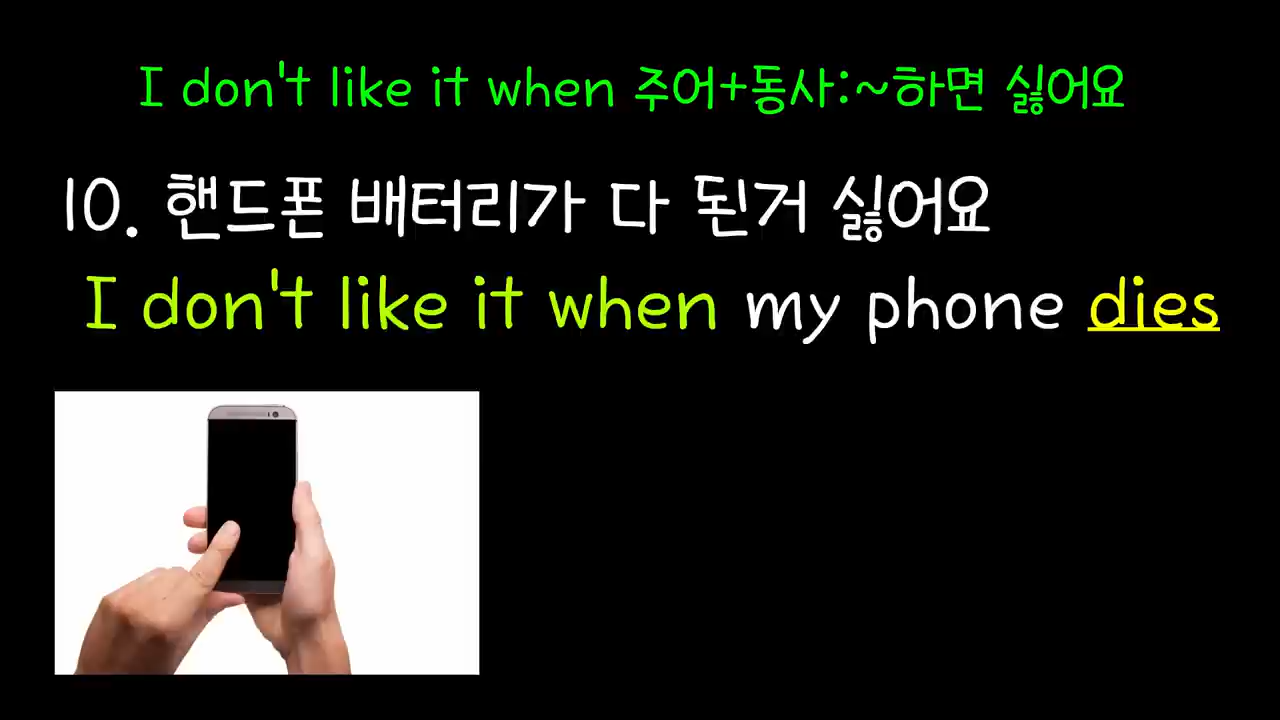 I don't like it when 주어+동사:~하면 싫어요
10. 핸드폰 배터리가 다 된거 싫어요
I don't like it when my phone dies